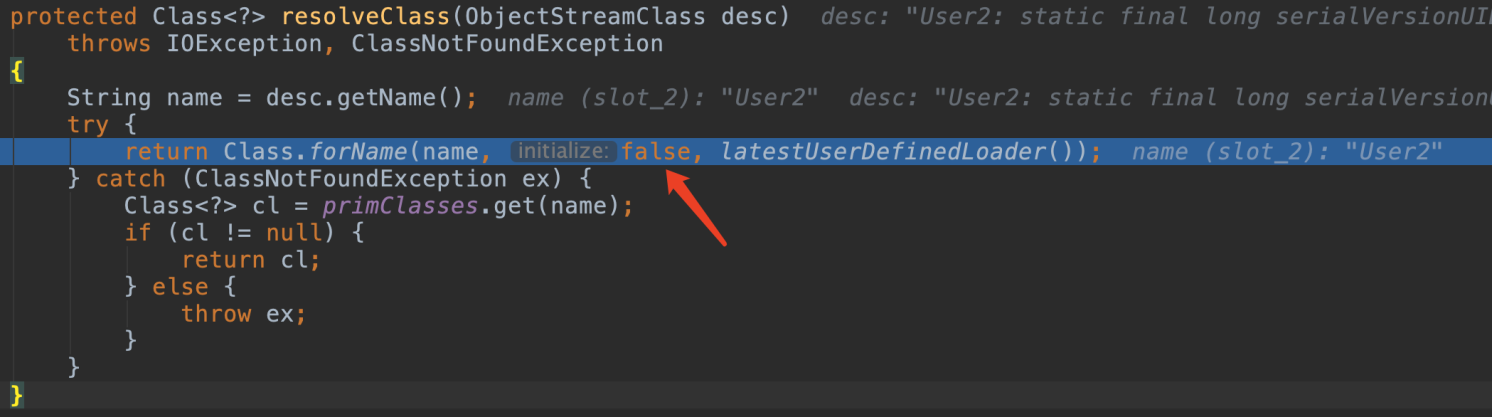 protected Class<?> resolveClass(ObjectStreamClass desc)  desc: "User2: static final long serialVersionUI
    throws IOException, ClassNotFoundException
{
    String name = desc.getName();  name (slot_2): "User2"  desc: "User2: static final long serialVersion
    try {
        return Class.forName(name, initialize: false, latestUserDefinedLoader());  name (slot_2): "User2"
    } catch (ClassNotFoundException ex) {
        Class<?> cl = primClasses.get(name);
        if (cl != null) {
            return cl;
        } else {
            throw ex;
        }
    }
}